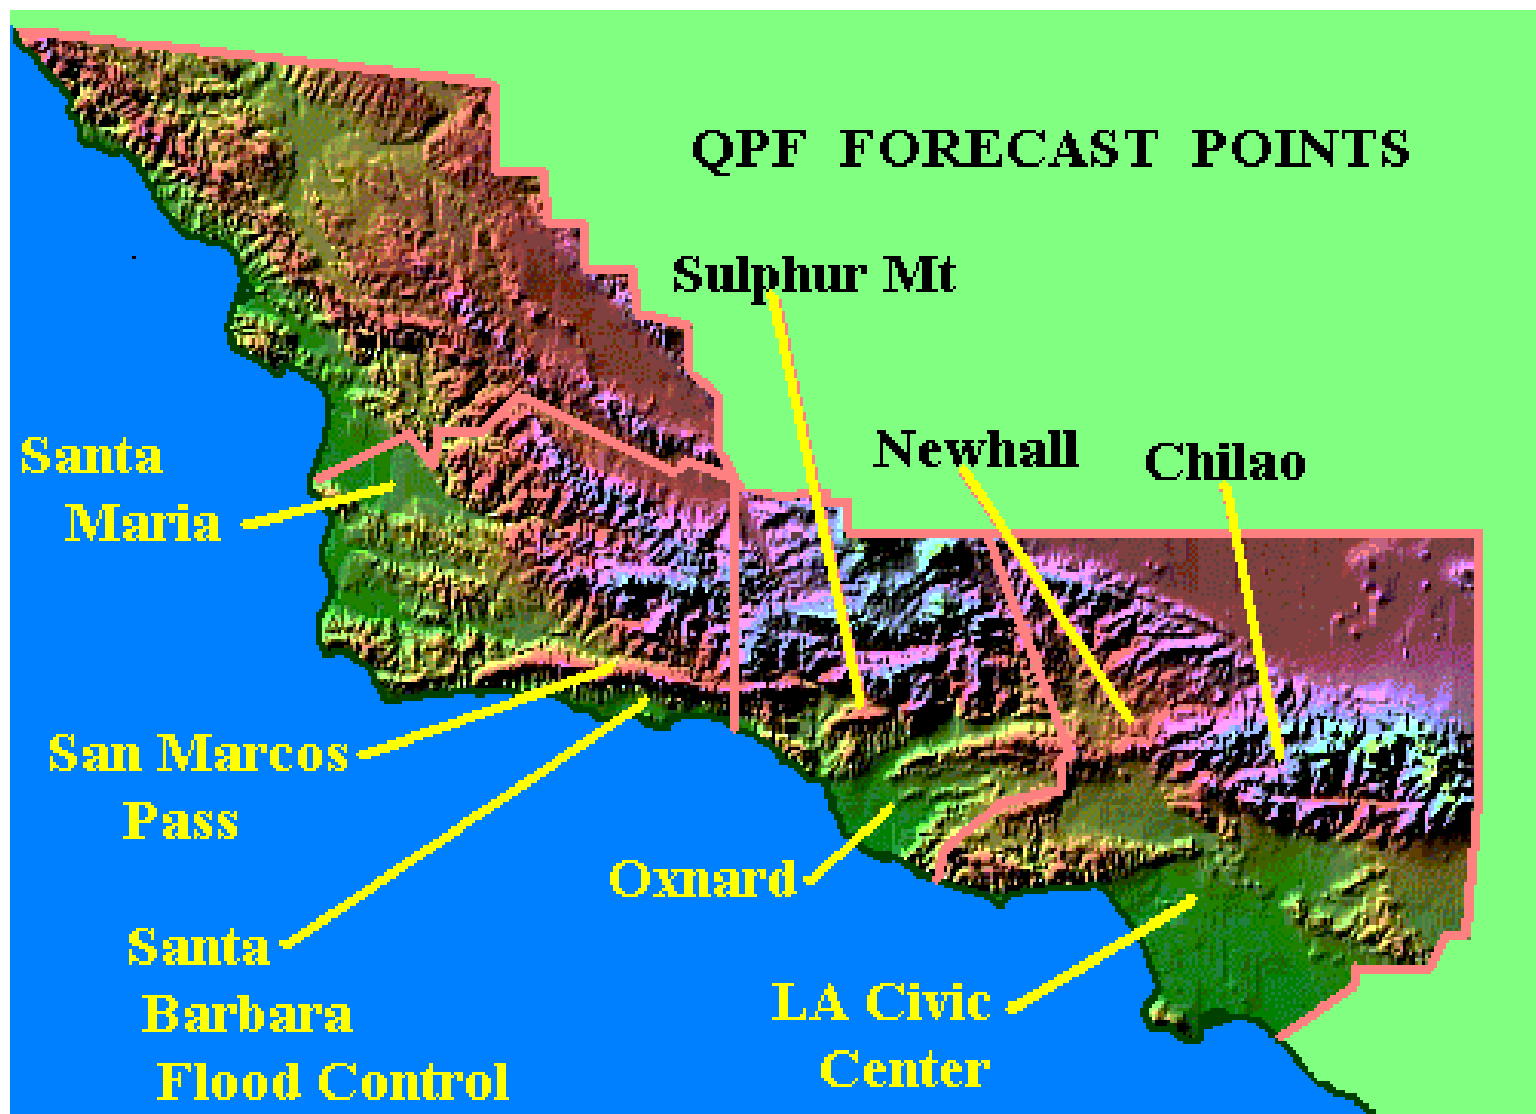 QPF FORECAST POINTS
Sulphur Mt
Newhall
Chilao
Santa
Maria
San Marcos
Pass
Oxnard
Santa
Barbara
Flood Control
LA Civic
Center